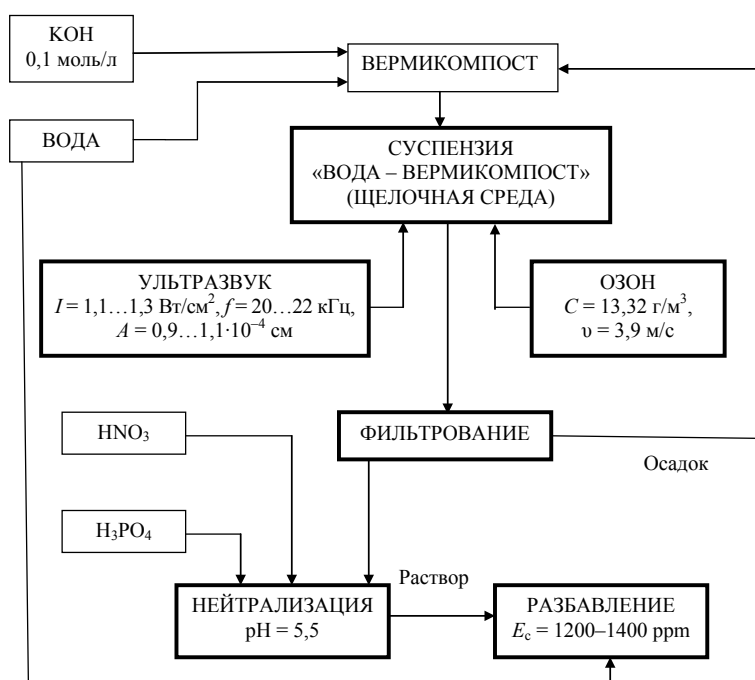 KOH
0,1 моль/л
ВЕРМИКОМПОСТ
ВОДА
СУСПЕНЗИЯ
«ВОДА – ВЕРМИКОМПОСТ»
(ЩЕЛОЧНАЯ СРЕДА)
УЛЬТРАЗВУК
I = 1,1…1,3 Вт/см², f = 20…22 кГц,
A = 0,9…1,1·10⁻⁴ см
ОЗОН
C = 13,32 г/м³,
υ = 3,9 м/с
HNO₃
ФИЛЬТРОВАНИЕ
Осадок
H₃PO₄
Раствор
НЕЙТРАЛИЗАЦИЯ
pH = 5,5
РАЗБАВЛЕНИЕ
Eс = 1200–1400 ppm